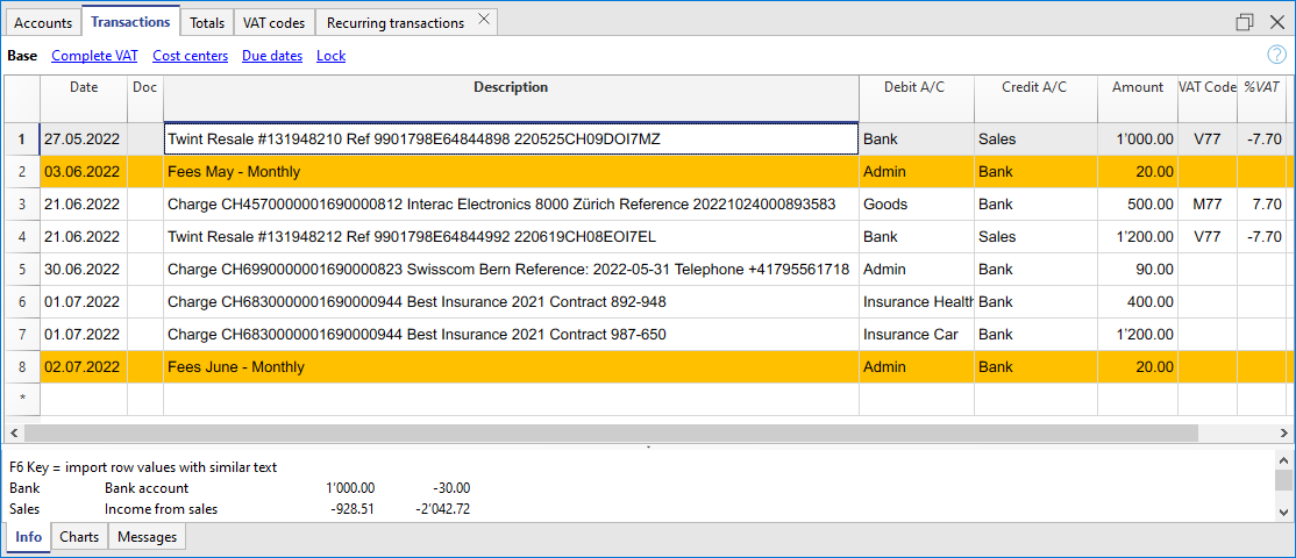 Accounts Transactions Totals VAT codes Recurring transactions
Base Complete VAT Cost centers Due dates Lock
Date Doc Description Debit A/C Credit A/C Amount VAT Code %VAT
1 27.05.2022 Twint Resale #131948210 Ref 9901798E64844898 220525CH09DOI7MZ Bank Sales 1'000.00 V77 -7.70
2 03.06.2022 Fees May - Monthly Admin Bank 20.00
3 21.06.2022 Charge CH4570000001690000812 Interac Electronics 8000 Zürich Reference 20221024000893583 Goods Bank 500.00 M77 7.70
4 21.06.2022 Twint Resale #131948212 Ref 9901798E64844992 220619CH08EOI7EL Bank Sales 1'200.00 V77 -7.70
5 30.06.2022 Charge CH6990000001690000823 Swisscom Bern Reference: 2022-05-31 Telephone +41795561718 Admin Bank 90.00
6 01.07.2022 Charge CH6830000001690000944 Best Insurance 2021 Contract 892-948 Insurance Health Bank 400.00
7 01.07.2022 Charge CH6830000001690000944 Best Insurance 2021 Contract 987-650 Insurance Car Bank 1'200.00
8 02.07.2022 Fees June - Monthly Admin Bank 20.00
*
F6 Key = import row values with similar text
Bank Bank account 1'000.00 -30.00
Sales Income from sales -928.51 -2'042.72
Info Charts Messages